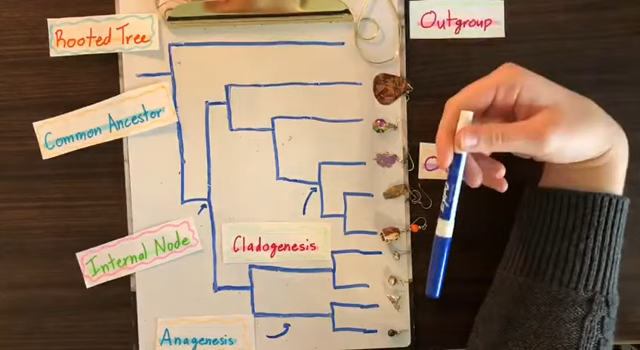 Rooted Tree
Outgroup
Common Ancestor
Internal Node
Cladogenesis
Anagenesis